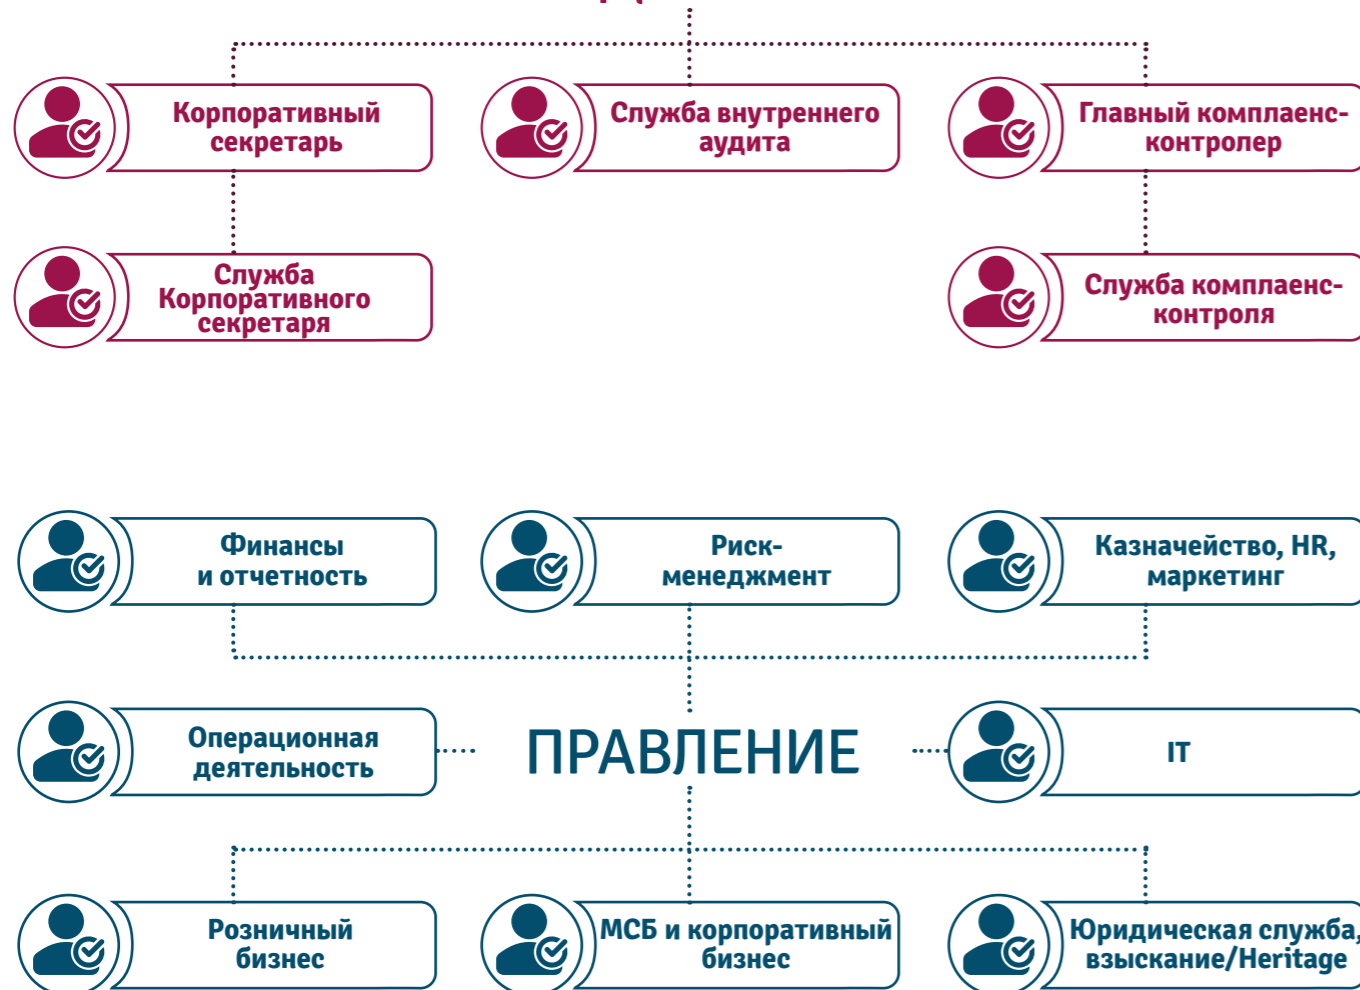 Корпоративный
секретарь
Служба внутреннего
аудита
Главный комплаенс-
контролер
Служба
Корпоративного
секретаря
Служба комплаенс-
контроля
Финансы
и отчетность
Риск-
менеджмент
Казначейство, HR,
маркетинг
Операционная
деятельность
ПРАВЛЕНИЕ
IT
Розничный
бизнес
МСБ и корпоративный
бизнес
Юридическая служба,
взыскание/Heritage